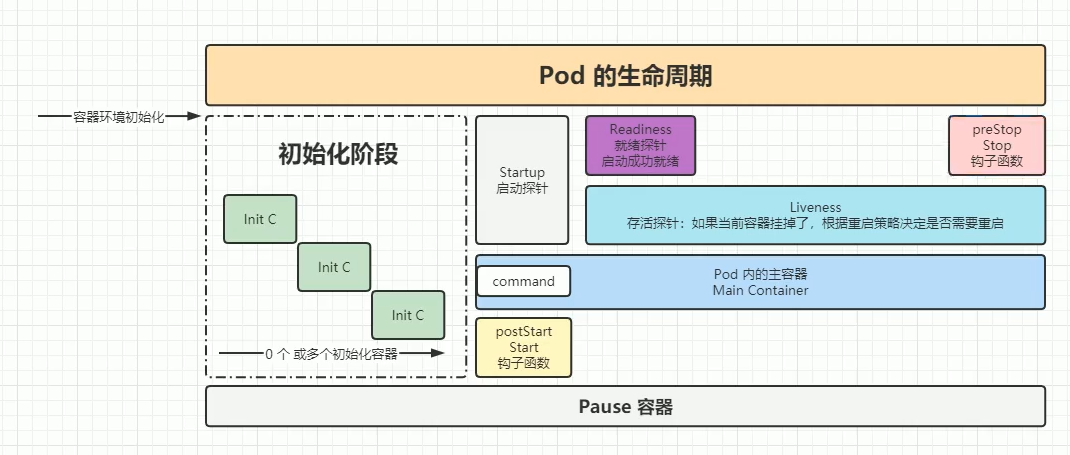 Pod 的生命周期
容器环境初始化
初始化阶段
Init C
Init C
Init C
0 个 或多个初始化容器
Startup
启动探针
Readiness
就绪探针
启动成功就绪
preStop
Stop
钩子函数
Liveness
存活探针：如果当前容器挂掉了，根据重启策略决定是否需要重启
command
Pod 内的主容器
Main Container
postStart
Start
钩子函数
Pause 容器